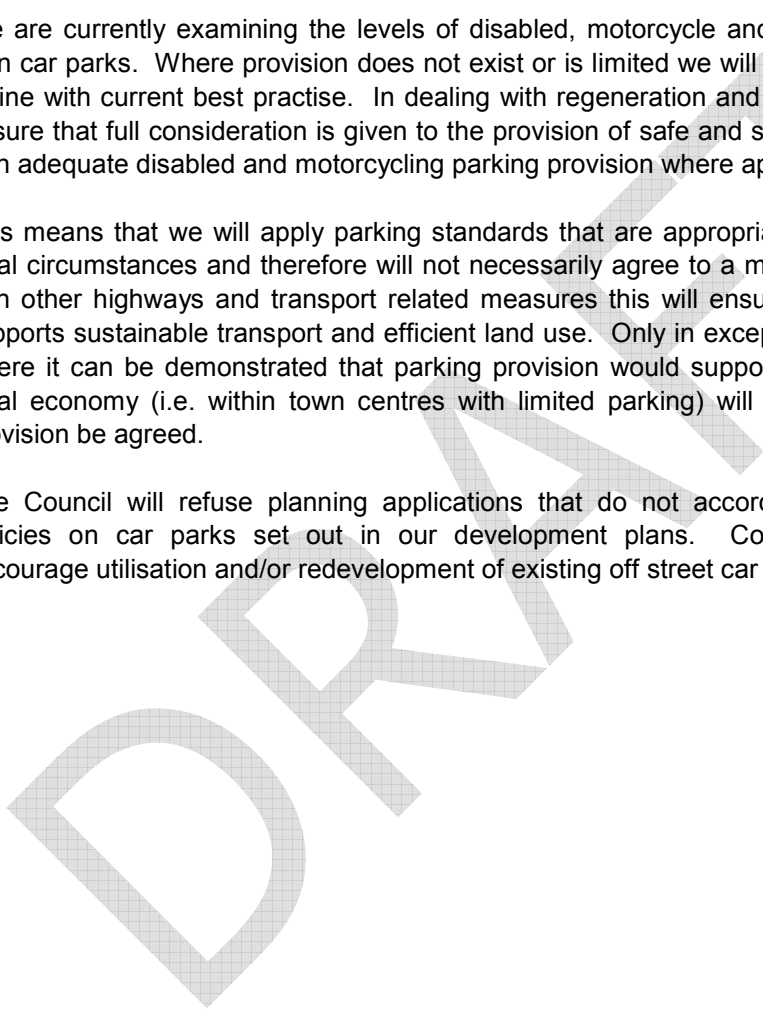 e are currently examining the levels of disabled, motorcycle and
n car parks. Where provision does not exist or is limited we will
ine with current best practise. In dealing with regeneration and
sure that full consideration is given to the provision of safe and s
h adequate disabled and motorcycling parking provision where ap
s means that we will apply parking standards that are appropria
al circumstances and therefore will not necessarily agree to a m
h other highways and transport related measures this will ensu
pports sustainable transport and efficient land use. Only in excep
ere it can be demonstrated that parking provision would suppo
al economy (i.e. within town centres with limited parking) will
ovision be agreed.
e Council will refuse planning applications that do not accord
icies on car parks set out in our development plans. Co
courage utilisation and/or redevelopment of existing off street car
DRAFT